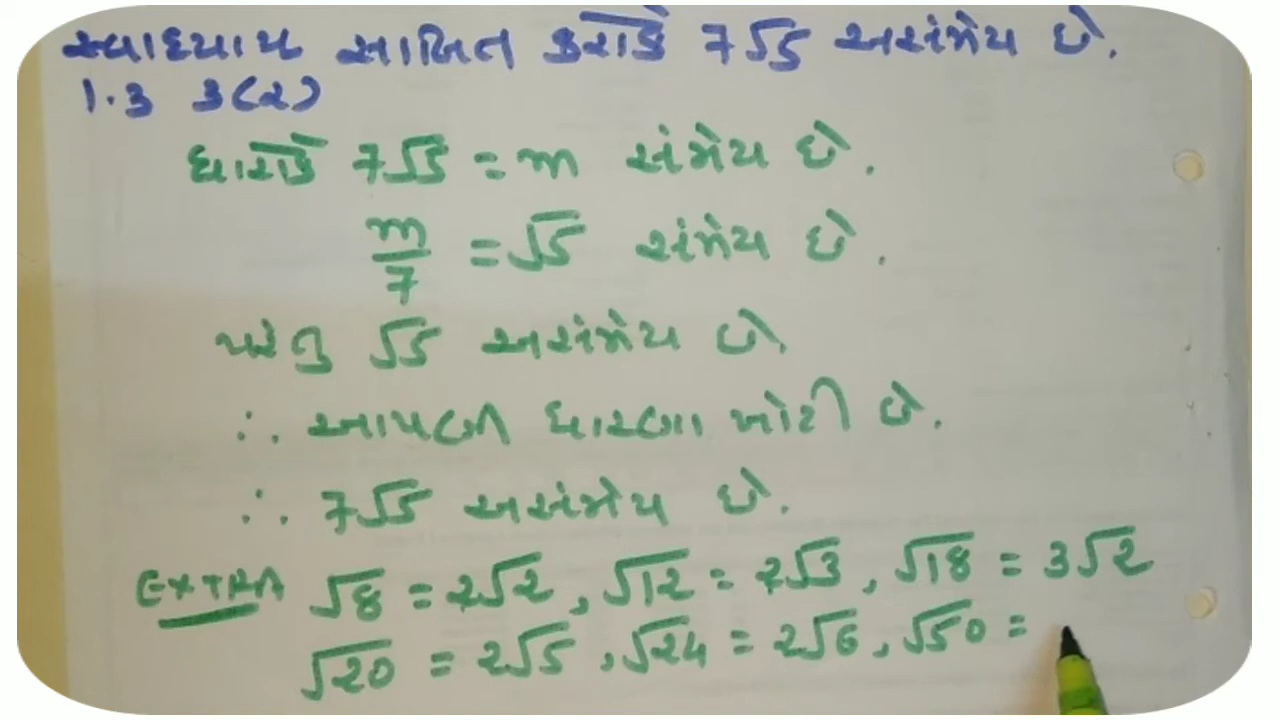 સ્વાધ્યાય સાબિત કરોકે 7√5 અસંમેય છે.
1.3 3(2)
ધારોકે 7√5 = m સંમેય છે.
m/7 = √5 સંમેય છે.
પરંતુ √5 અસંમેય છે.
∴ આપણી ધારણા ખોટી છે.
∴ 7√5 અસંમેય છે.
EXTRA √8 = 2√2, √12 = 2√3, √18 = 3√2
√20 = 2√5, √24 = 2√6, √50 =